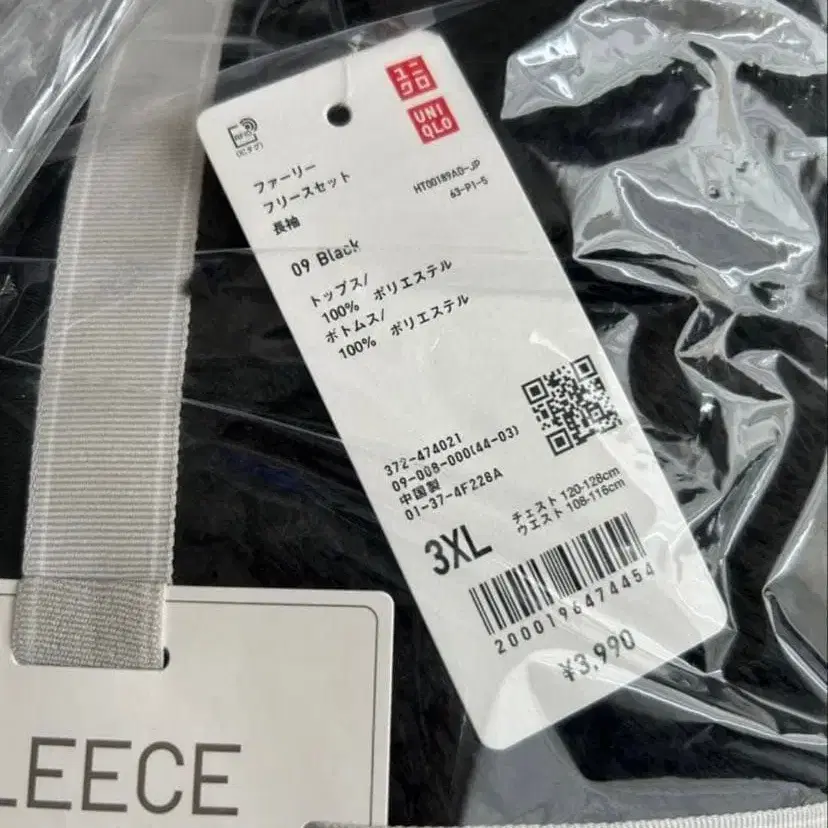 ユニ
クロ
UNI
QLO
RFID
(ICタグ)
HT00189AD-JP
63-P1-5
ファーリー
フリースセット
長袖
09 Black
トップス/
100% ポリエステル
ボトムス/
100% ポリエステル
372-474021
09-008-000(44-03)
中国製
01-37-4F228A
チェスト 120-128cm
ウエスト 108-116cm
3XL
2000196474454
¥3,990
LEECE